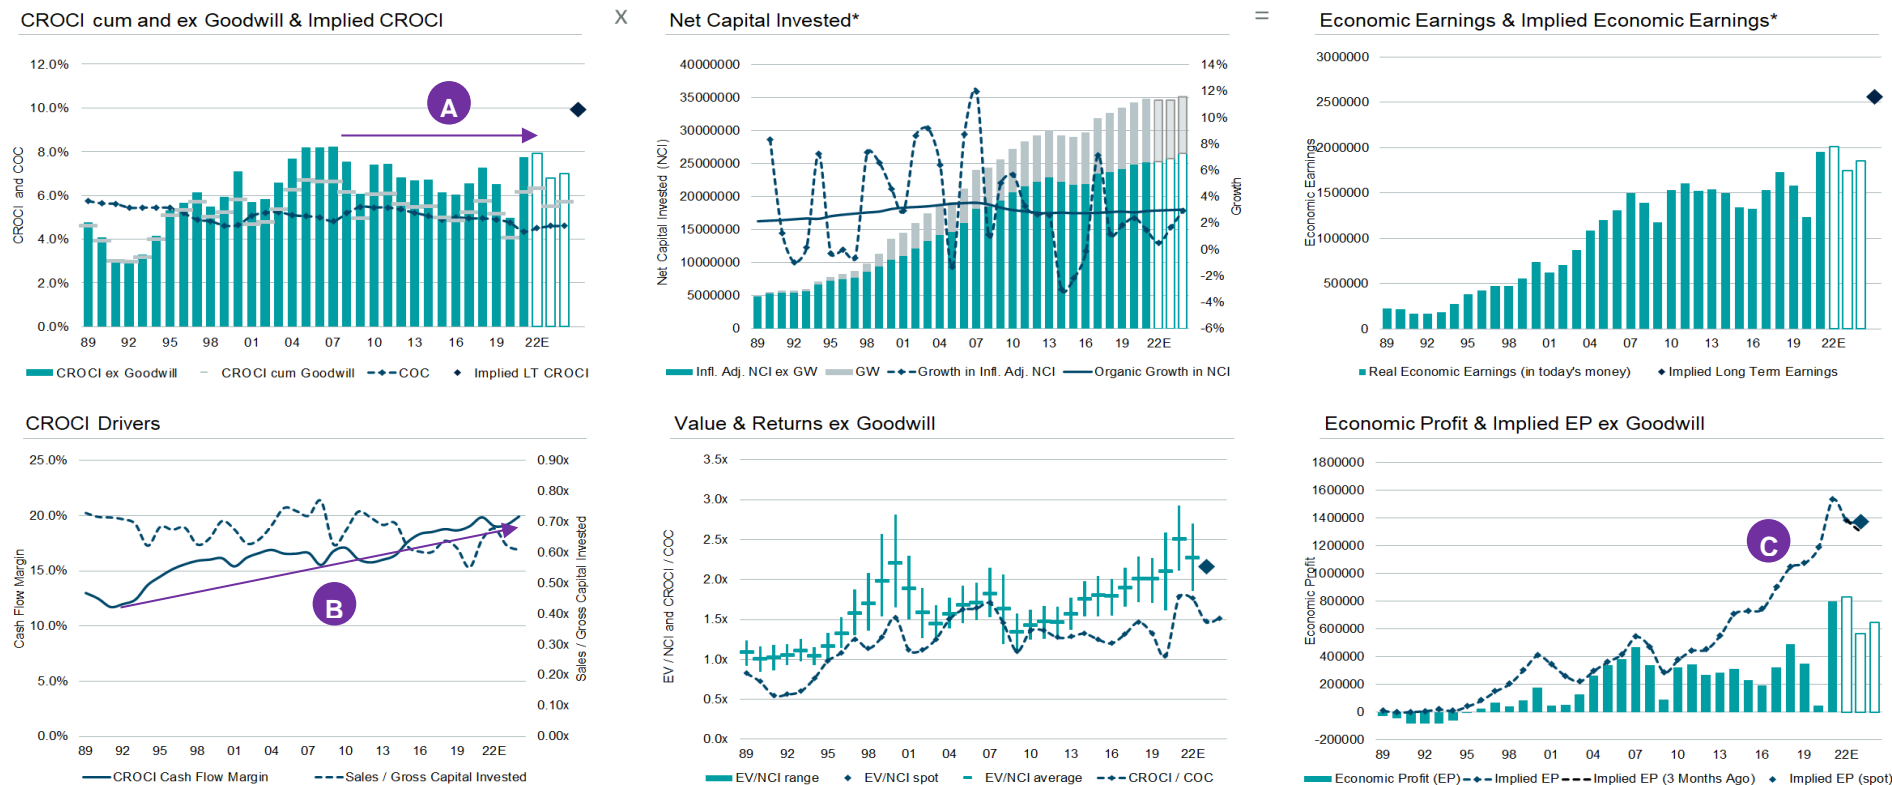 CROCI cum and ex Goodwill & Implied CROCI
x
Net Capital Invested*
=
Economic Earnings & Implied Economic Earnings*
CROCI and COC
12.0%
10.0%
8.0%
6.0%
4.0%
2.0%
0.0%
A
89 92 95 98 01 04 07 10 13 16 19 22E
CROCI ex Goodwill CROCI cum Goodwill COC Implied LT CROCI
Net Capital Invested (NCI)
40000000
35000000
30000000
25000000
20000000
15000000
10000000
5000000
0
14%
12%
10%
8%
6%
4%
2%
0%
-2%
-4%
-6%
Growth
89 92 95 98 01 04 07 10 13 16 19 22E
Infl. Adj. NCI ex GW GW Growth in Infl. Adj. NCI Organic Growth in NCI
Economic Earnings
3000000
2500000
2000000
1500000
1000000
500000
0
89 92 95 98 01 04 07 10 13 16 19 22E
Real Economic Earnings (in today's money) Implied Long Term Earnings
CROCI Drivers
Value & Returns ex Goodwill
Economic Profit & Implied EP ex Goodwill
Cash Flow Margin
25.0%
20.0%
15.0%
10.0%
5.0%
0.0%
B
0.90x
0.80x
0.70x
0.60x
0.50x
0.40x
0.30x
0.20x
0.10x
0.00x
Sales / Gross Capital Invested
89 92 95 98 01 04 07 10 13 16 19 22E
CROCI Cash Flow Margin Sales / Gross Capital Invested
EV / NCI and CROCI / COC
3.5x
3.0x
2.5x
2.0x
1.5x
1.0x
0.5x
0.0x
89 92 95 98 01 04 07 10 13 16 19 22E
EV/NCI range EV/NCI spot EV/NCI average CROCI / COC
Economic Profit
1800000
1600000
1400000
1200000
1000000
800000
600000
400000
200000
0
-200000
C
89 92 95 98 01 04 07 10 13 16 19 22E
Economic Profit (EP) Implied EP Implied EP (3 Months Ago) Implied EP (spot)